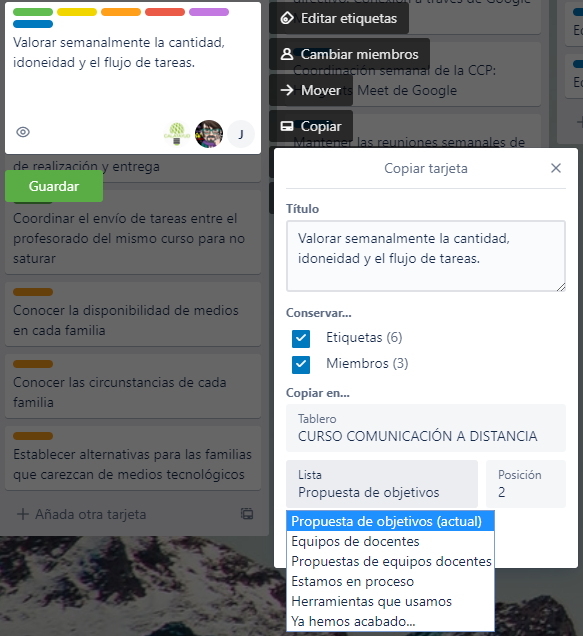 Valorar semanalmente la cantidad,
idoneidad y el flujo de tareas.
J
de realización y entrega
Guardar
Coordinar el envío de tareas entre el
profesorado del mismo curso para no
saturar
Conocer la disponibilidad de medios
en cada familia
Conocer las circunstancias de cada
familia
Establecer alternativas para las familias
que carezcan de medios tecnológicos
+ Añada otra tarjeta
Editar etiquetas
Cambiar miembros
Mover
Copiar
directivo: Conexión a través de Google
Coordinación semanal de la CCP:
Meet de Google
Mantener las reuniones semanales de
Copiar tarjeta
Título
Valorar semanalmente la cantidad,
idoneidad y el flujo de tareas.
Conservar...
Etiquetas (6)
Miembros (3)
Copiar en...
Tablero
CURSO COMUNICACIÓN A DISTANCIA
Lista
Propuesta de objetivos
Posición
2
Propuesta de objetivos (actual)
Equipos de docentes
Propuestas de equipos docentes
Estamos en proceso
Herramientas que usamos
Ya hemos acabado...